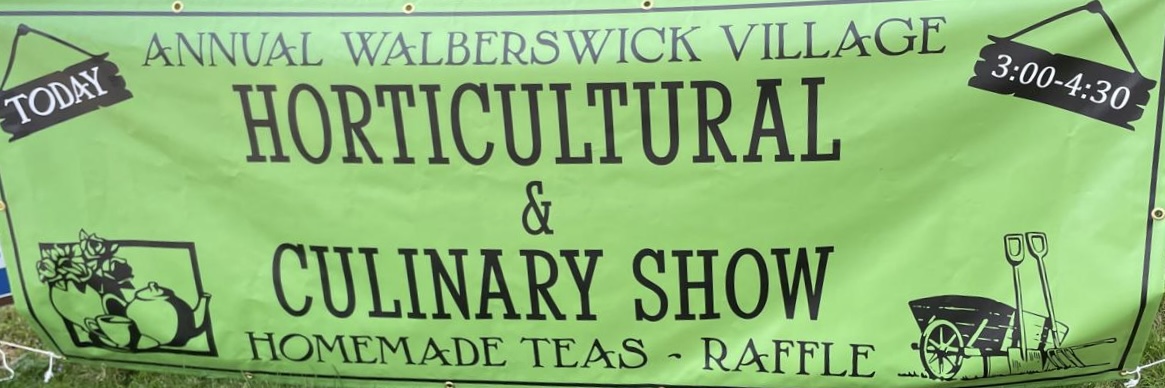 TODAY
ANNUAL WALBERSWICK VILLAGE
3:00-4:30
HORTICULTURAL
&
CULINARY SHOW
HOMEMADE TEAS - RAFFLE